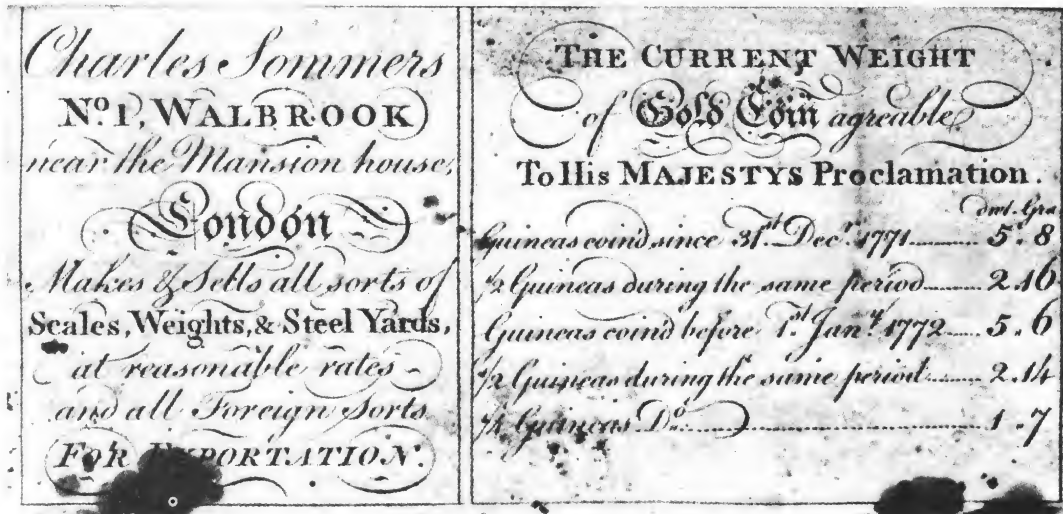 Charles Sommers
No. 1, WALBROOK
near the Mansion house,
London
Makes & Sells all sorts of
Scales, Weights, & Steel Yards,
at reasonable rates
and all Foreign Sorts
FOR EXPORTATION.
THE CURRENT WEIGHT
of Gold Coin agreable
To His MAJESTYS Proclamation.
dwt. Grs
Guineas coin'd since 31st. Decr. 1771 5. 8
1/2 Guineas during the same period 2. 16
Guineas coin'd before 1st. Jany. 1772 5. 6
1/2 Guineas during the same period 2. 14
1/4 Guineas Do. 1. 7